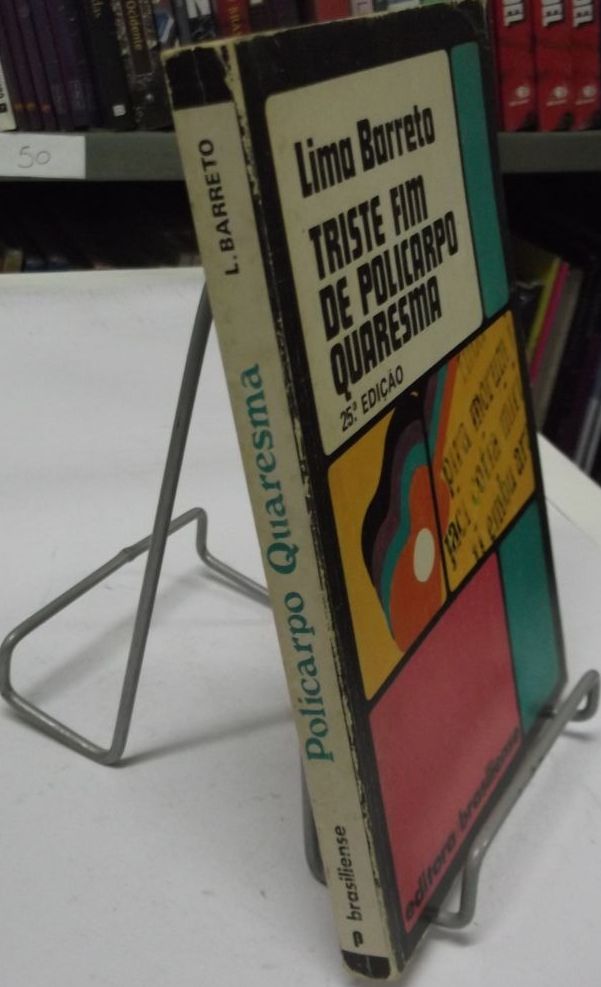 50
L. BARRETO
Policarpo Quaresma
brasiliense
Lima Barreto
TRISTE FIM
DE POLICARPO
QUARESMA
25ª EDIÇÃO
editora brasiliense